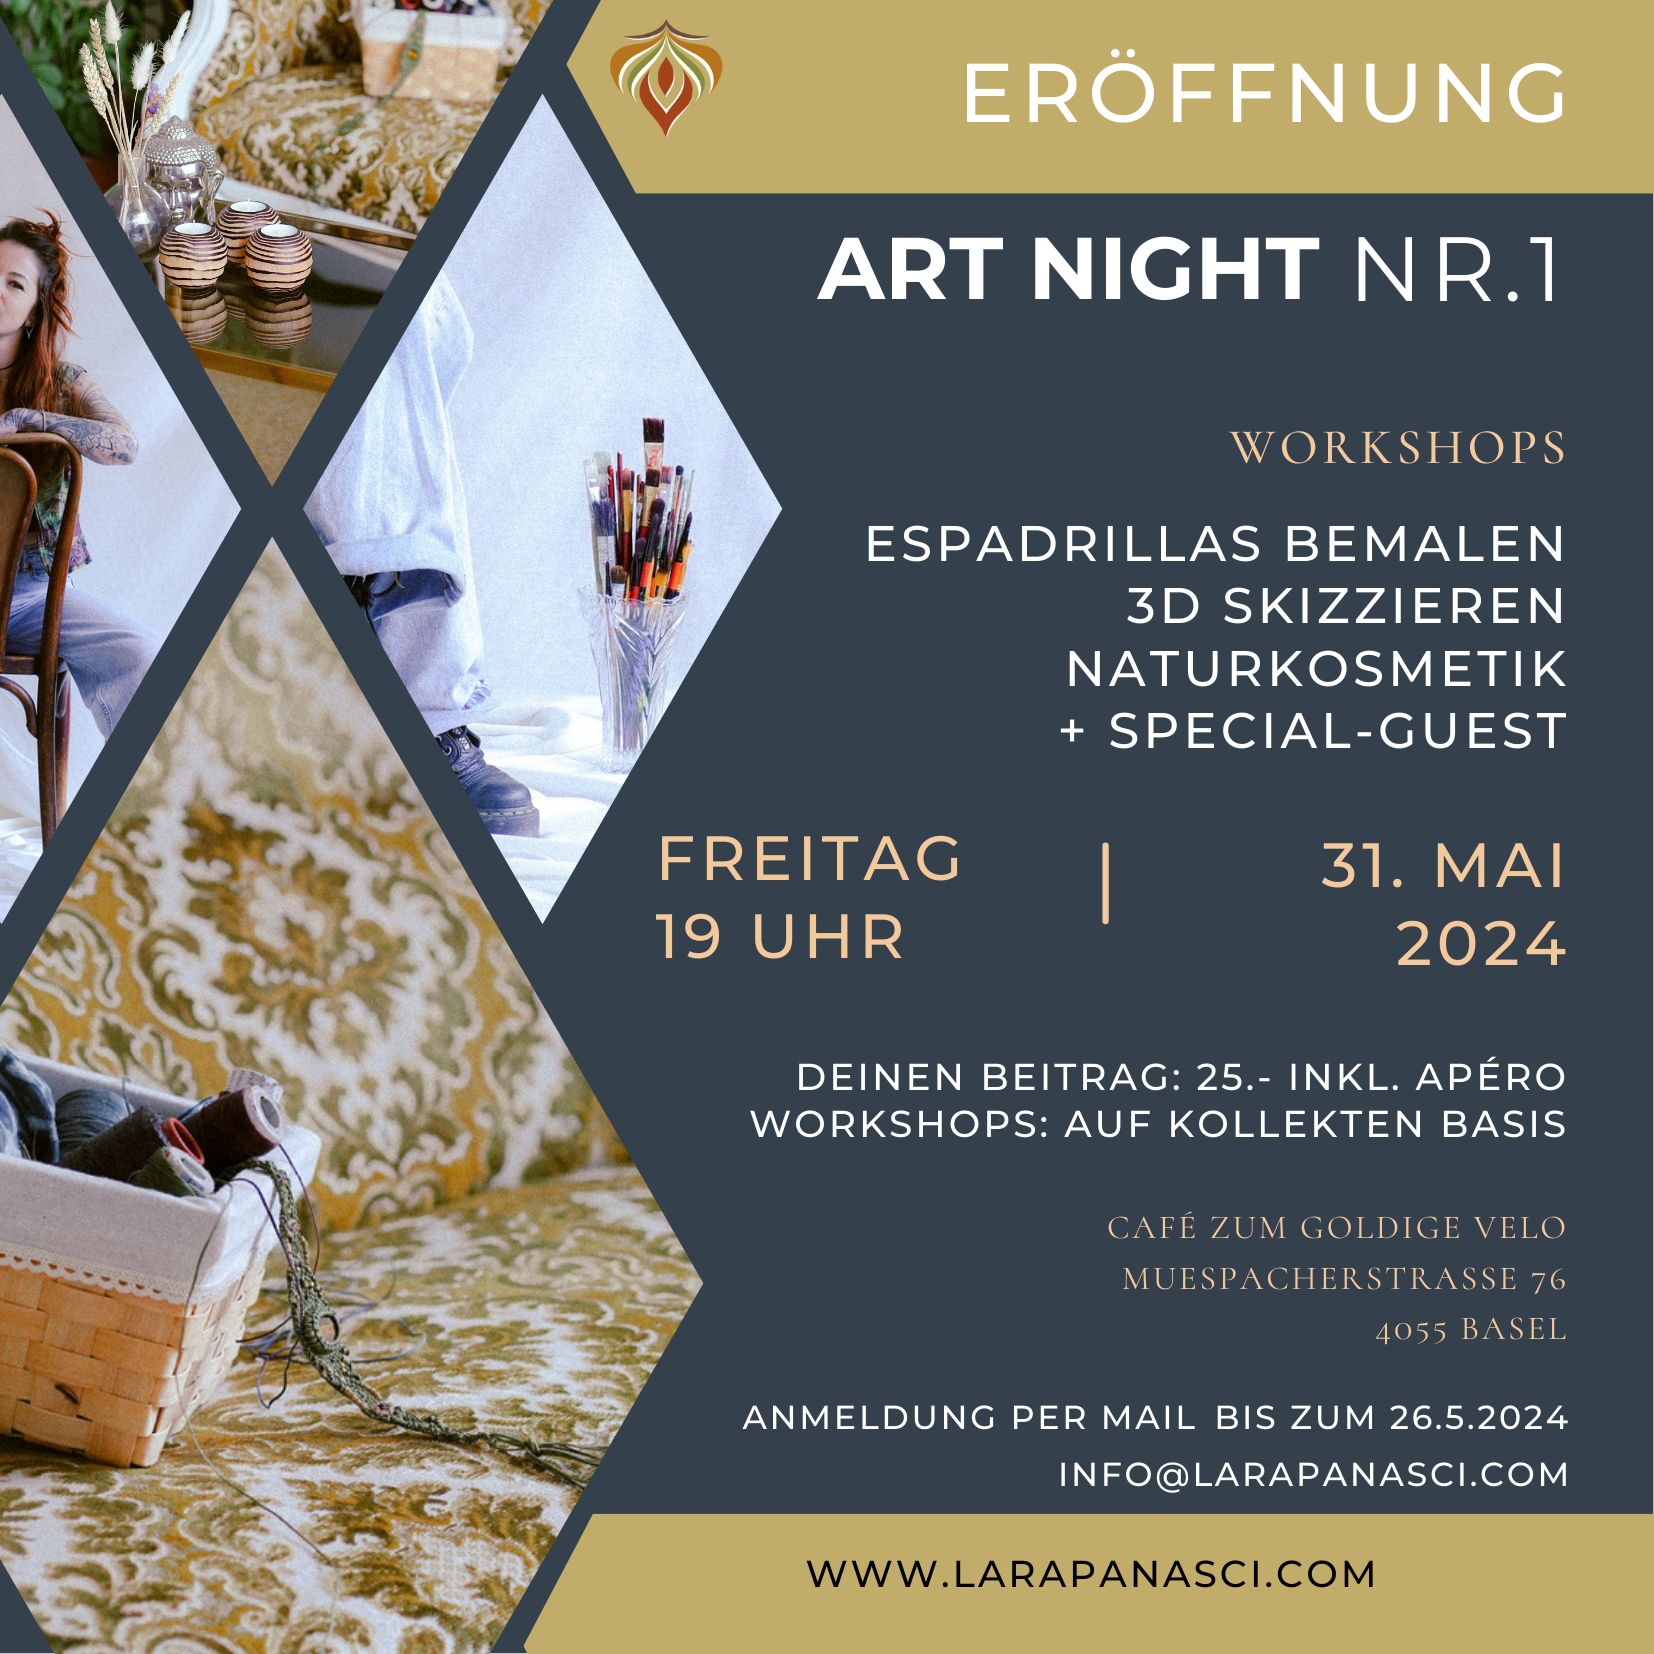 ERÖFFNUNG
ART NIGHT NR.1
WORKSHOPS
ESPADRILLAS BEMALEN
3D SKIZZIEREN
NATURKOSMETIK
+ SPECIAL-GUEST
FREITAG
19 UHR
31. MAI
2024
DEINEN BEITRAG: 25.- INKL. APÉRO
WORKSHOPS: AUF KOLLEKTEN BASIS
CAFÉ ZUM GOLDIGE VELO
MUESPACHERSTRASSE 76
4055 BASEL
ANMELDUNG PER MAIL BIS ZUM 26.5.2024
INFO@LARAPANASCI.COM
WWW.LARAPANASCI.COM